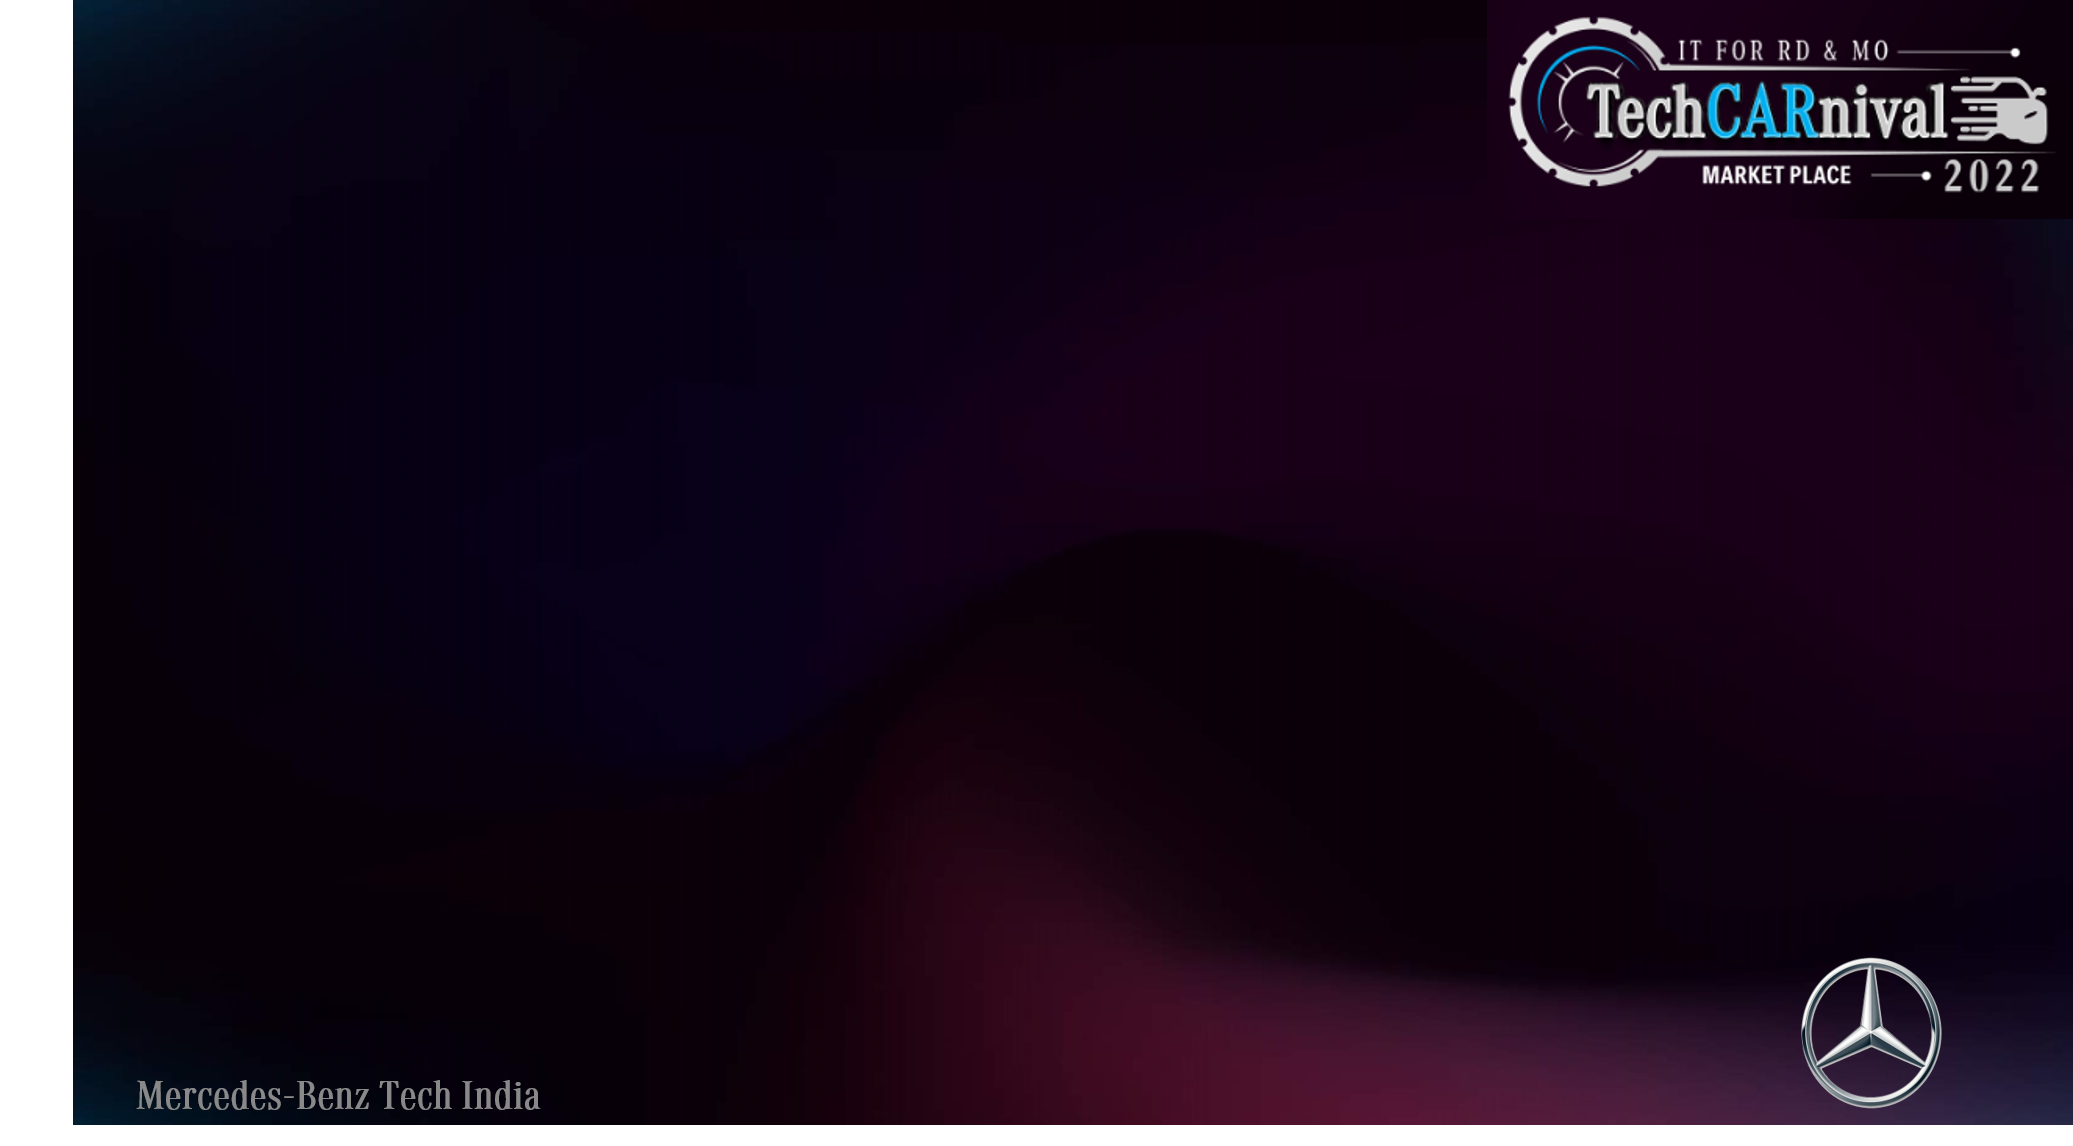 IT FOR RD & MO
TechCARnival
MARKET PLACE 2022
Mercedes-Benz Tech India